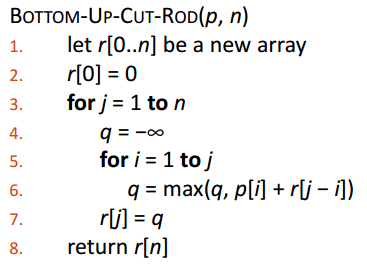 BOTTOM-UP-CUT-ROD(p, n)
1. let r[0..n] be a new array
2. r[0] = 0
3. for j = 1 to n
4. q = −∞
5. for i = 1 to j
6. q = max(q, p[i] + r[j − i])
7. r[j] = q
8. return r[n]